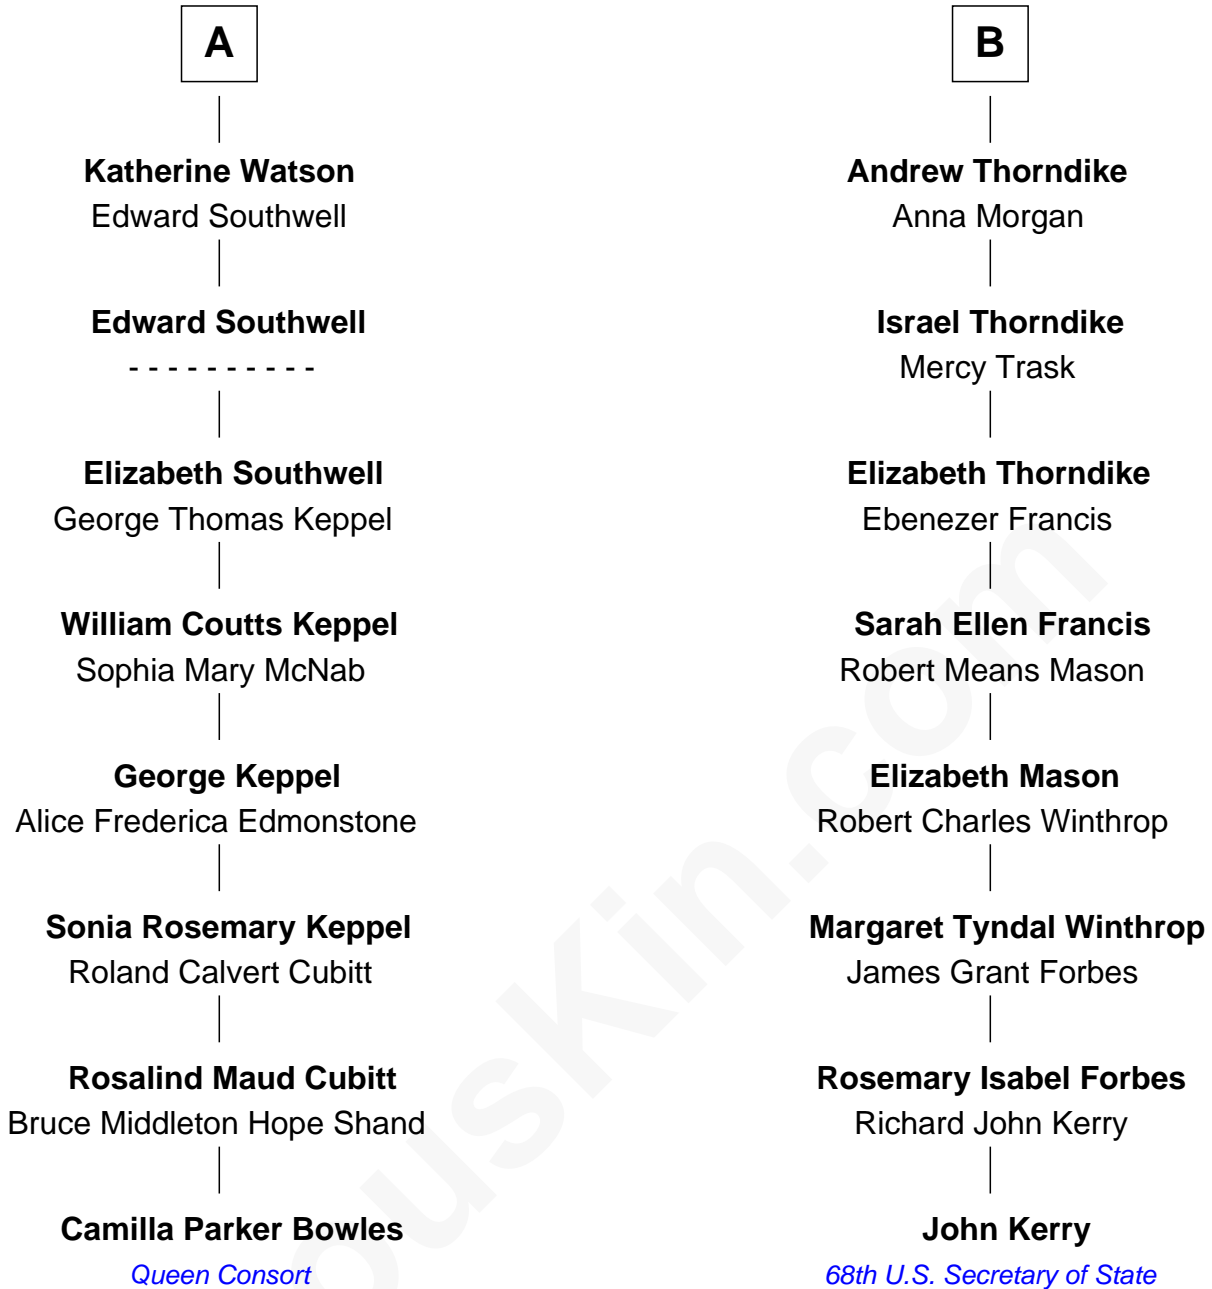 A
Katherine Watson
Edward Southwell
Edward Southwell
- - - - - - - - - -
Elizabeth Southwell
George Thomas Keppel
William Coutts Keppel
Sophia Mary McNab
George Keppel
Alice Frederica Edmonstone
Sonia Rosemary Keppel
Roland Calvert Cubitt
Rosalind Maud Cubitt
Bruce Middleton Hope Shand
Camilla Parker Bowles
Queen Consort
B
Andrew Thorndike
Anna Morgan
Israel Thorndike
Mercy Trask
Elizabeth Thorndike
Ebenezer Francis
Sarah Ellen Francis
Robert Means Mason
Elizabeth Mason
Robert Charles Winthrop
Margaret Tyndal Winthrop
James Grant Forbes
Rosemary Isabel Forbes
Richard John Kerry
John Kerry
68th U.S. Secretary of State
ousKin.com